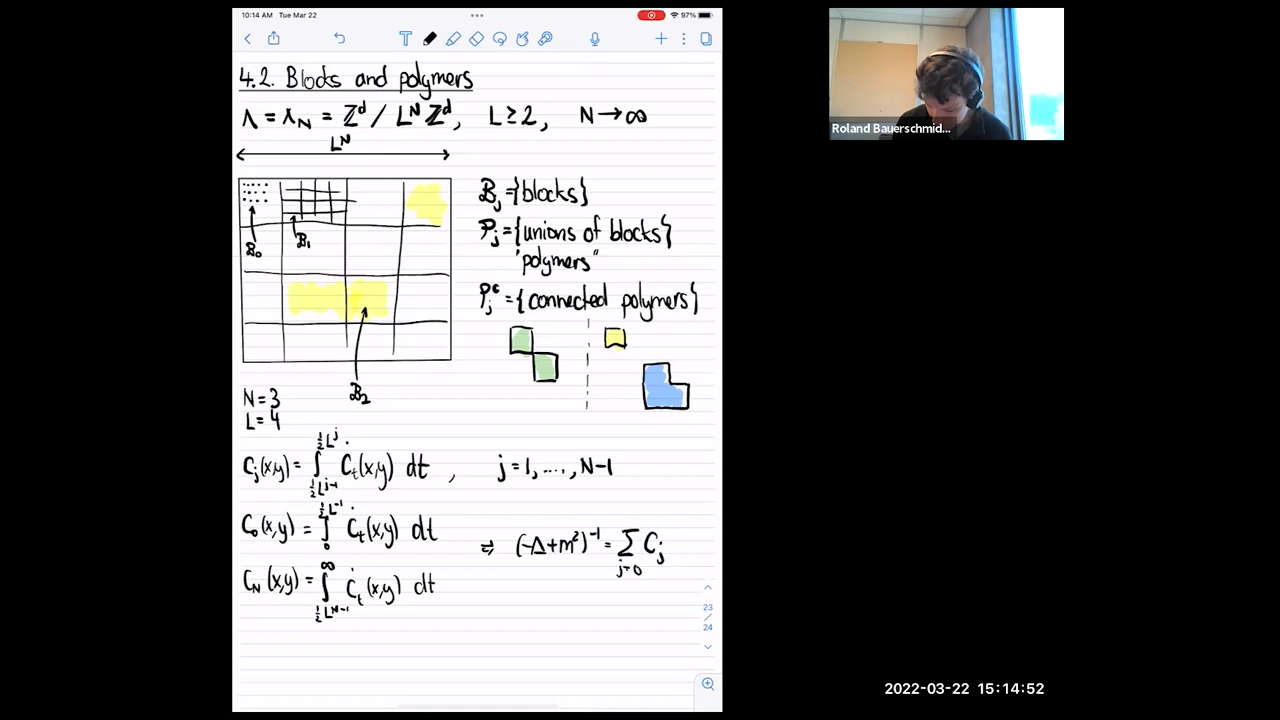 10:14 AM Tue Mar 22
97%
4.2. Blocks and polymers
Λ = Λ_N = ℤ^d / L^N ℤ^d, L ≥ 2, N → ∞
L^N
B_j = {blocks}
P_j = {unions of blocks}
"polymers"
P_j^c = {connected polymers}
B_0
B_1
B_2
N = 3
L = 4
C_j(x,y) = ∫_{½L^{j-1}}^{½L^j} Ċ_t(x,y) dt , j = 1, ...., N-1
C_0(x,y) = ∫_0^{½L^{-1}} Ċ_t(x,y) dt
⇒ (-Δ+m²)^{-1} = ∑_{j=0} C_j
C_N(x,y) = ∫_{½L^{N-1}}^∞ Ċ_t(x,y) dt
23
/
24
Roland Bauerschmid...
2022-03-22 15:14:52